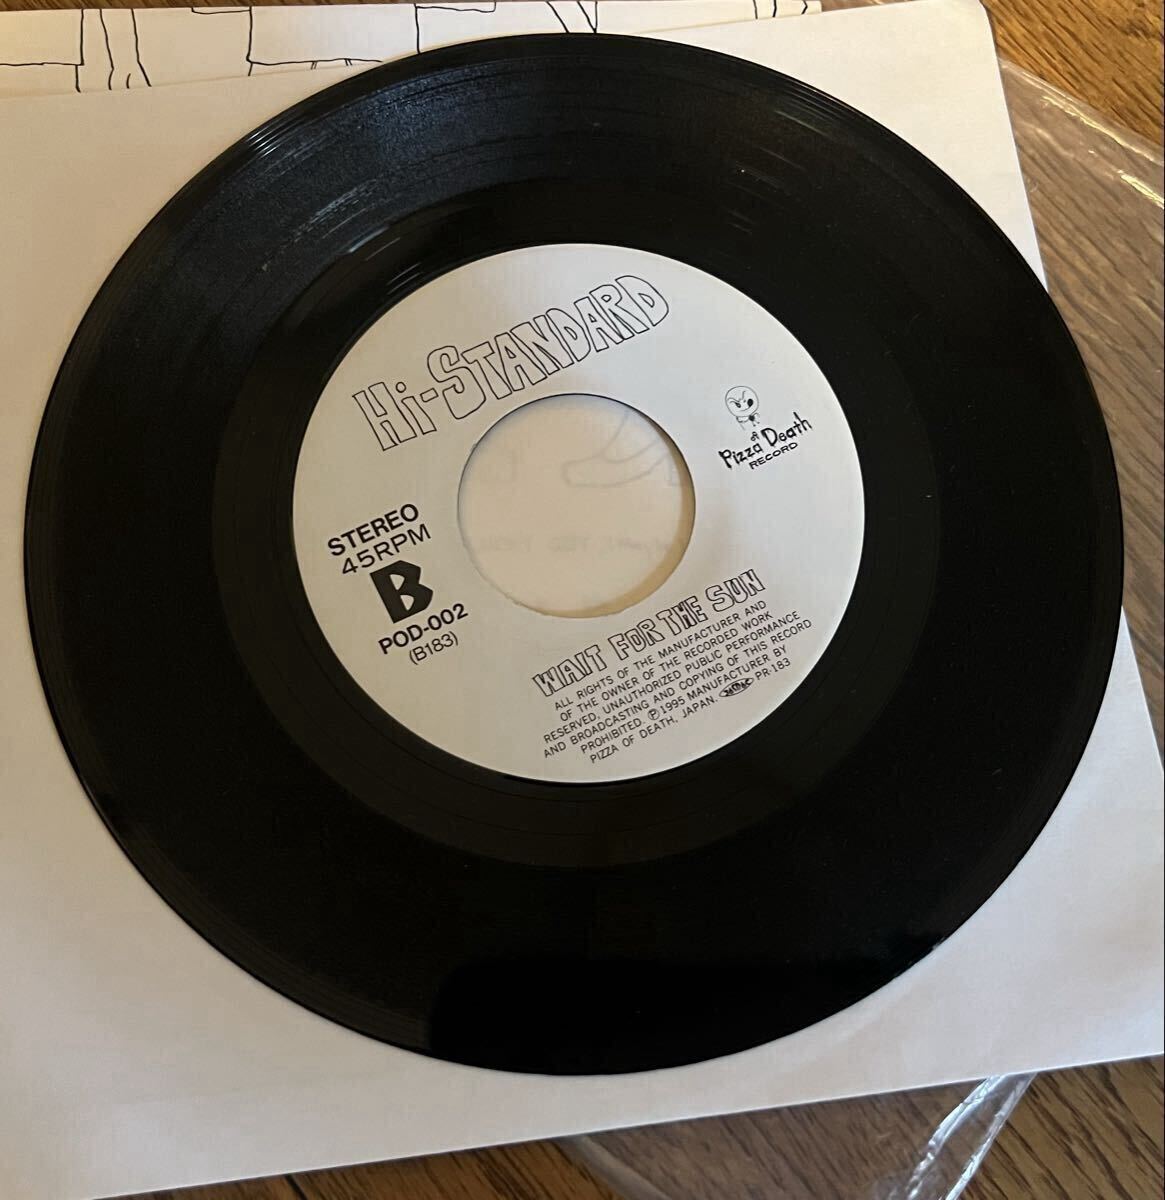 Hi-STANDARD
of
Pizza Death
RECORD
STEREO
45RPM
B
POD-002
(B183)
WAIT FOR THE SUN
ALL RIGHTS OF THE MANUFACTURER AND
OF THE OWNER OF THE RECORDED WORK
RESERVED, UNAUTHORIZED PUBLIC PERFORMANCE
AND BROADCASTING AND COPYING OF THIS RECORD
PROHIBITED. ℗1995 MANUFACTURER BY
PIZZA OF DEATH, JAPAN. PR-183